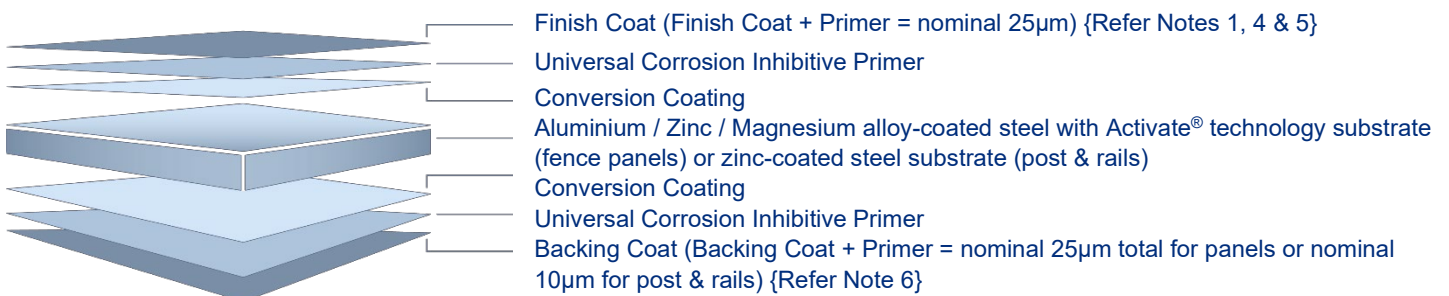 Finish Coat (Finish Coat + Primer = nominal 25µm) {Refer Notes 1, 4 & 5}
Universal Corrosion Inhibitive Primer
Conversion Coating
Aluminium / Zinc / Magnesium alloy-coated steel with Activate® technology substrate
(fence panels) or zinc-coated steel substrate (post & rails)
Conversion Coating
Universal Corrosion Inhibitive Primer
Backing Coat (Backing Coat + Primer = nominal 25µm total for panels or nominal
10µm for post & rails) {Refer Note 6}